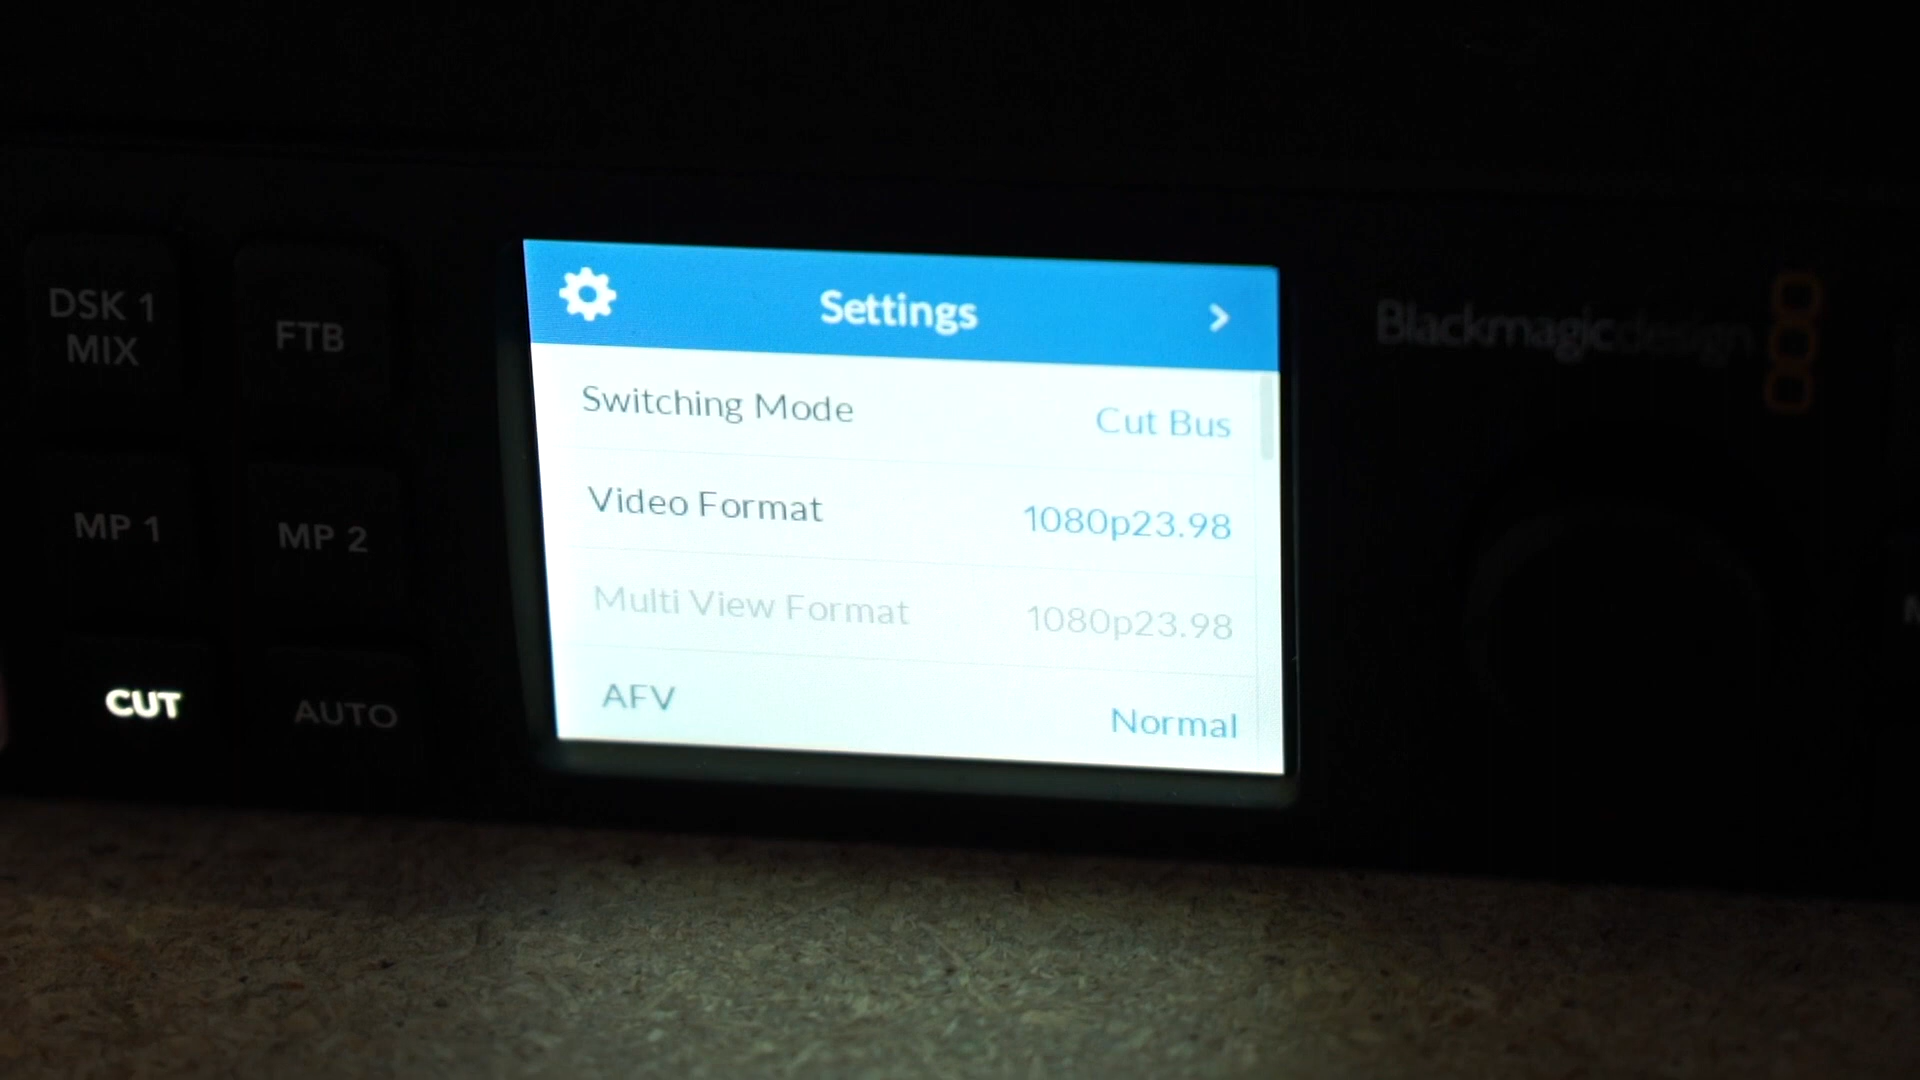 DSK 1
MIX
FTB
MP 1
MP 2
CUT
AUTO
Settings
Switching Mode
Cut Bus
Video Format
1080p23.98
Multi View Format
1080p23.98
AFV
Normal
Blackmagicdesign